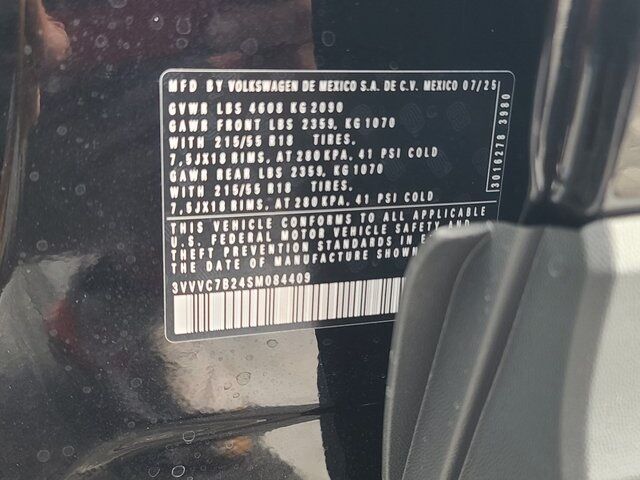 MFD BY VOLKSWAGEN DE MEXICO S.A. DE C.V. MEXICO 07/25
GVWR LBS 4608 KG 2090
GAWR FRONT LBS 2359, KG 1070
WITH 215/55 R18 TIRES.
7,5JX18 RIMS, AT 280 KPA, 41 PSI COLD
GAWR REAR LBS 2359, KG 1070
WITH 215/55 R18 TIRES.
7,5JX18 RIMS, AT 280 KPA, 41 PSI COLD
THIS VEHICLE CONFORMS TO ALL APPLICABLE
U.S. FEDERAL MOTOR VEHICLE SAFETY AND
THEFT PREVENTION STANDARDS IN
THE DATE OF MANUFACTURE SHOWN
3VVVC7B24SM084409
3016278 3980